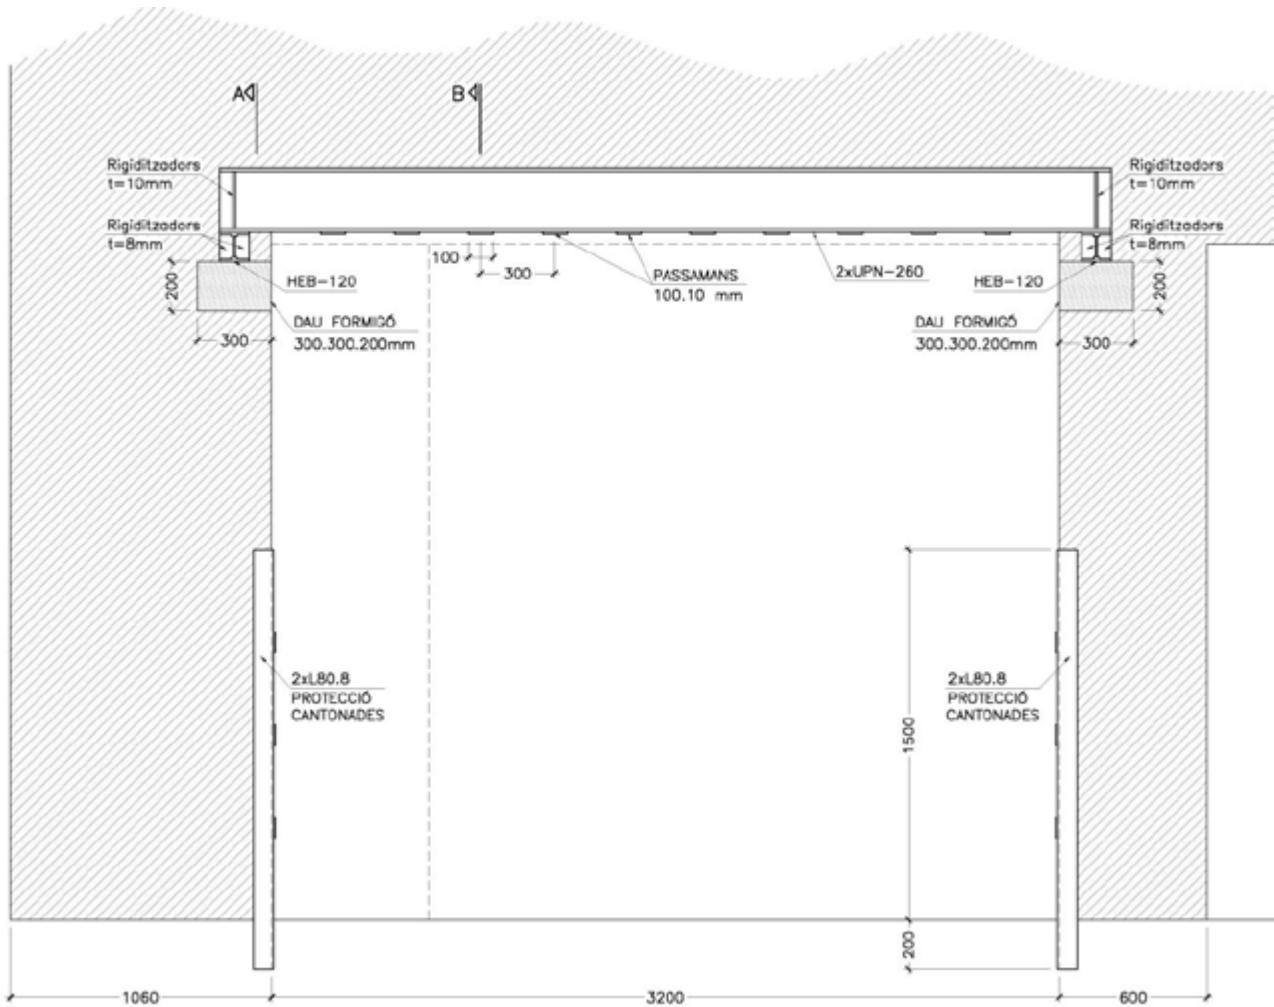 A
B
Rigiditzadors
t=10mm
Rigiditzadors
t=10mm
Rigiditzadors
t=8mm
Rigiditzadors
t=8mm
100
300
PASSAMANS
100.10 mm
2xUPN-260
HEB-120
HEB-120
200
200
300
DAU FORMIGÓ
300.300.200mm
DAU FORMIGÓ
300.300.200mm
300
2xL80.8
PROTECCIÓ
CANTONADES
2xL80.8
PROTECCIÓ
CANTONADES
1500
200
1060
3200
600